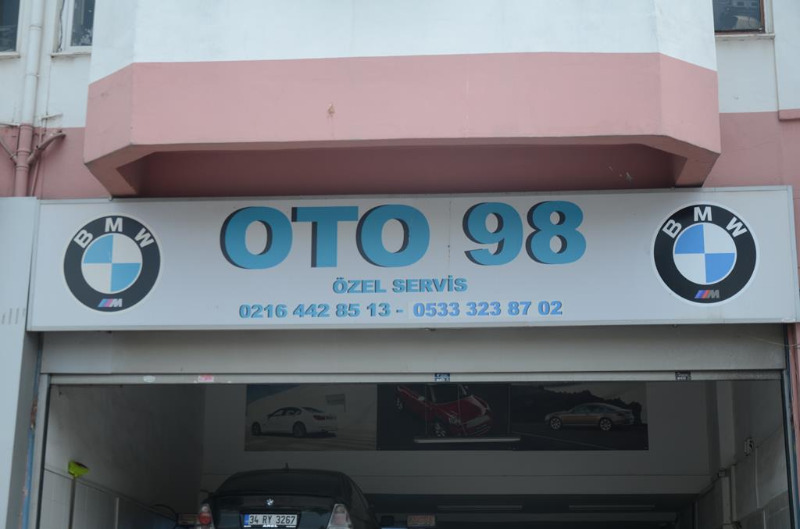 OTO 98
BMW
BMW
M
M
ÖZEL SERVİS
0216 442 85 13 - 0533 323 87 02
34 RY 3267